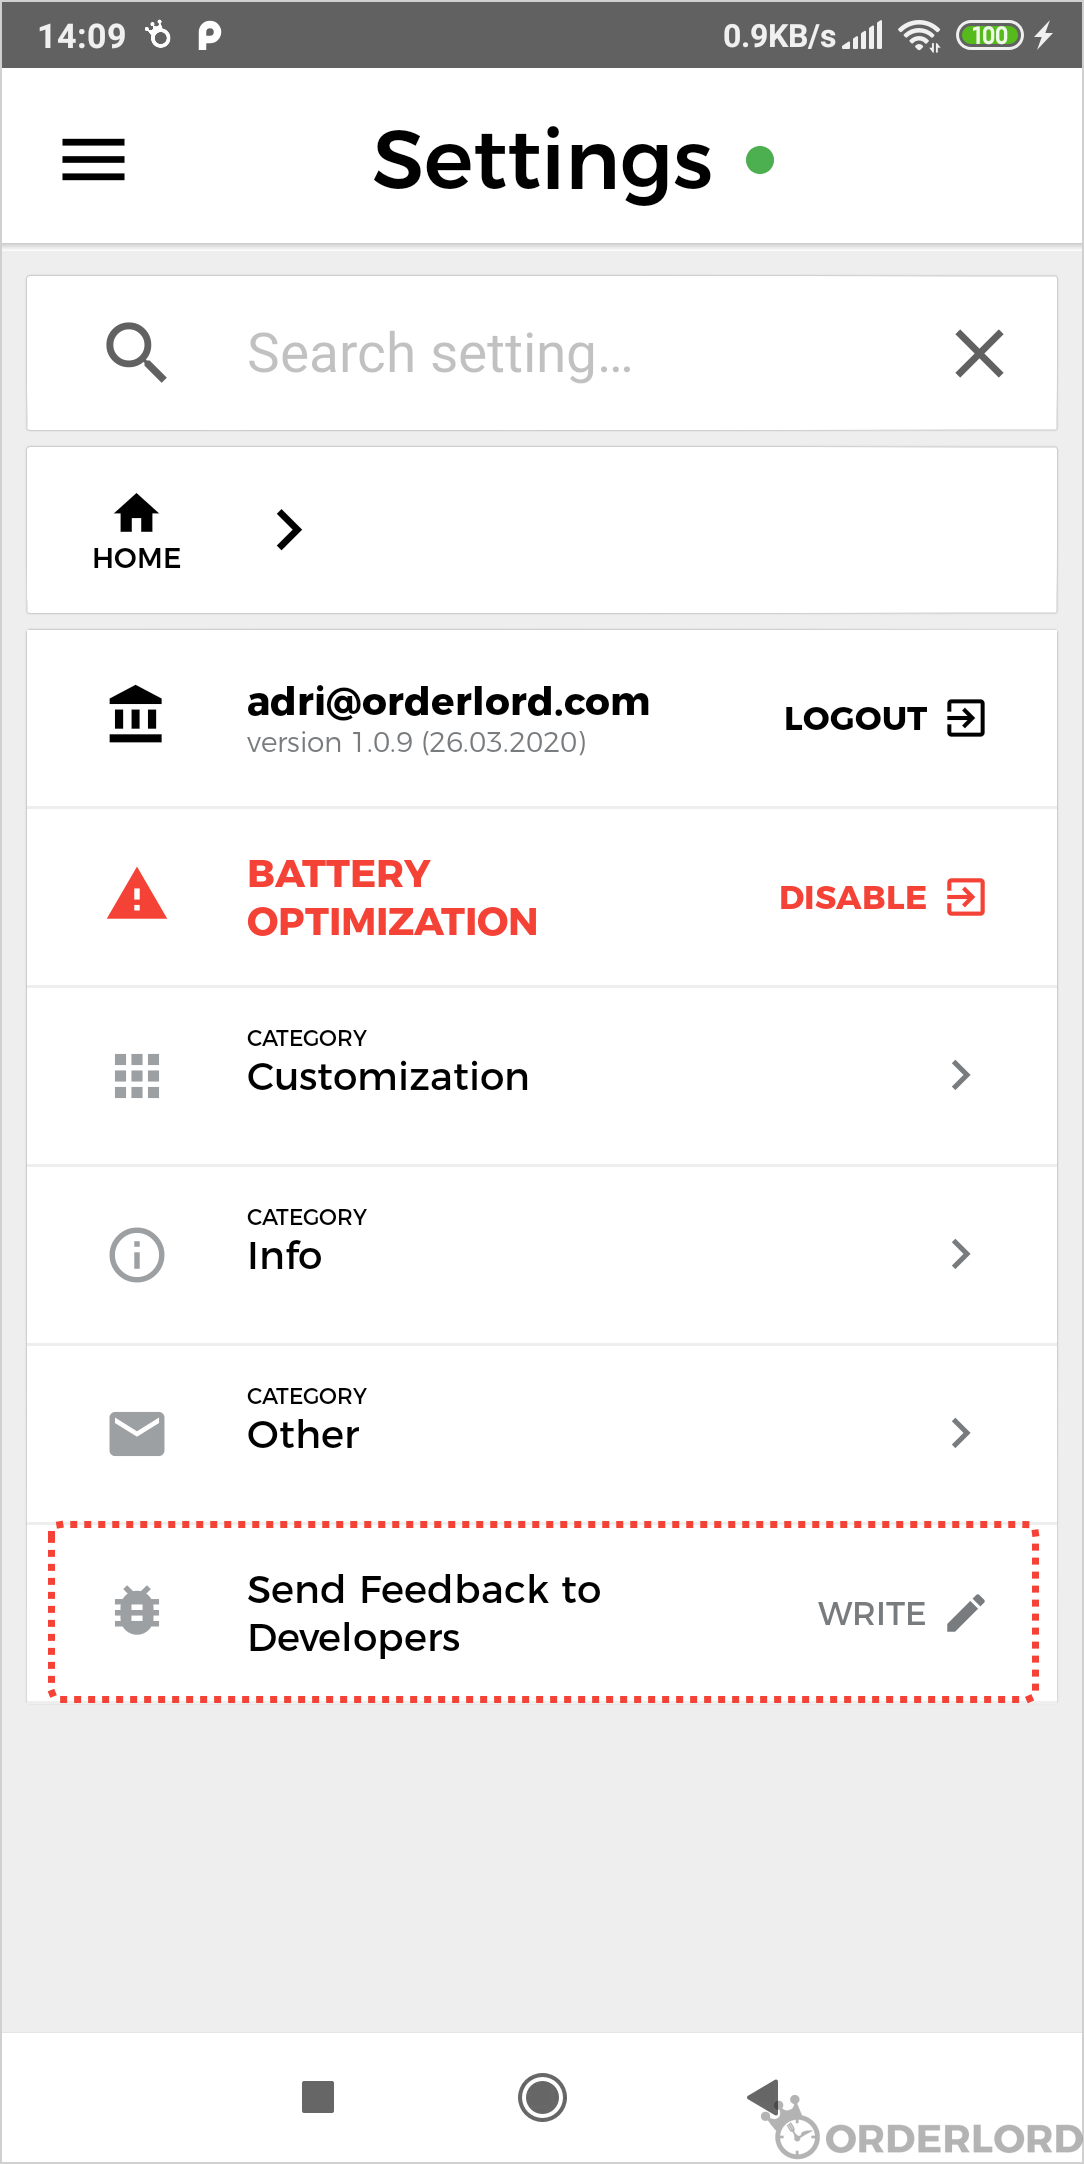 14:09
0.9KB/s
100
Settings
Search setting...
HOME
adri@orderlord.com
version 1.0.9 (26.03.2020)
LOGOUT
BATTERY
OPTIMIZATION
DISABLE
CATEGORY
Customization
CATEGORY
Info
CATEGORY
Other
Send Feedback to
Developers
WRITE
ORDERLORD